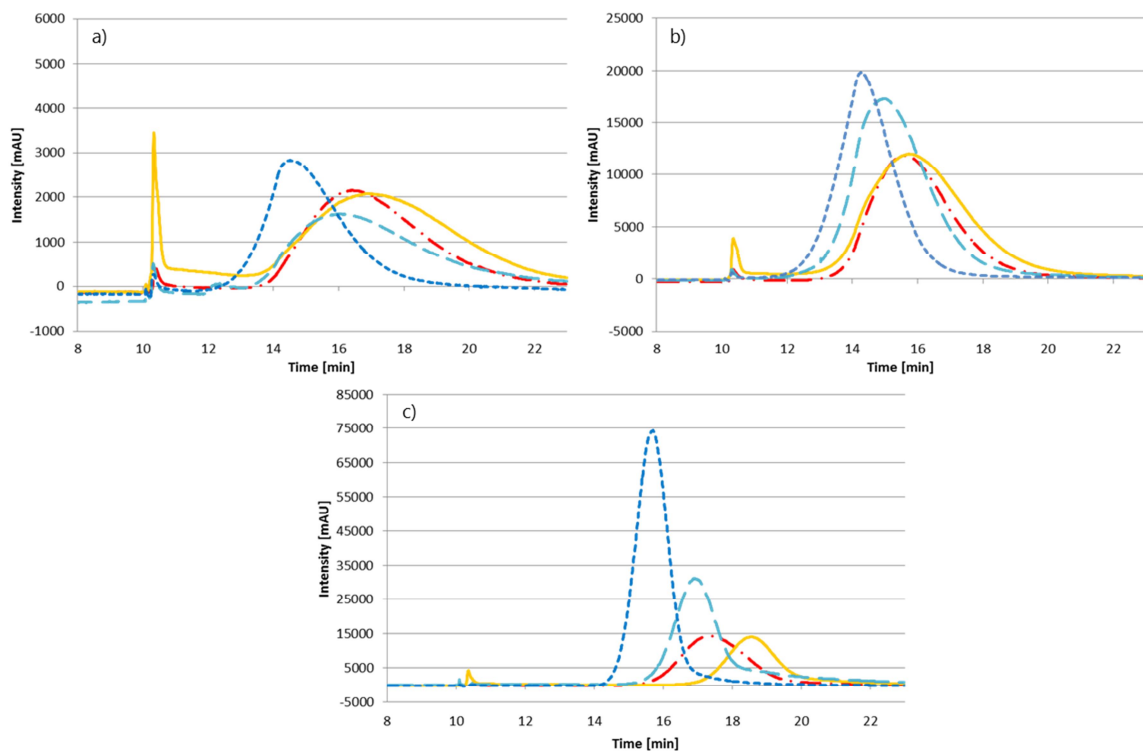 a)
6000
5000
4000
3000
2000
1000
0
-1000
Intensity [mAU]
8 10 12 14 16 18 20 22
Time [min]
b)
25000
20000
15000
10000
5000
0
-5000
Intensity [mAU]
8 10 12 14 16 18 20 22
Time [min]
c)
85000
75000
65000
55000
45000
35000
25000
15000
5000
-5000
Intensity [mAU]
8 10 12 14 16 18 20 22
Time [min]